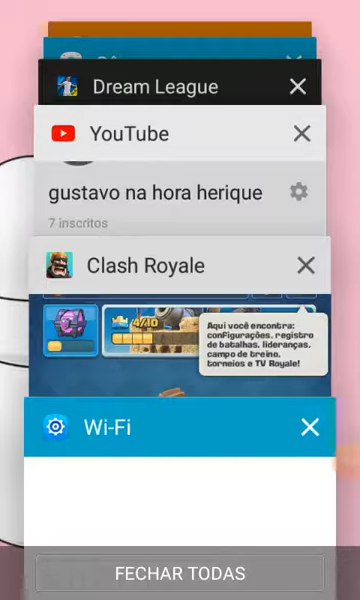 Dream League
YouTube
gustavo na hora herique
7 inscritos
Clash Royale
4/10
Aqui você encontra:
configurações, registro
de batalhas, lideranças,
campo de treino,
torneios e TV Royale!
Wi-Fi
FECHAR TODAS